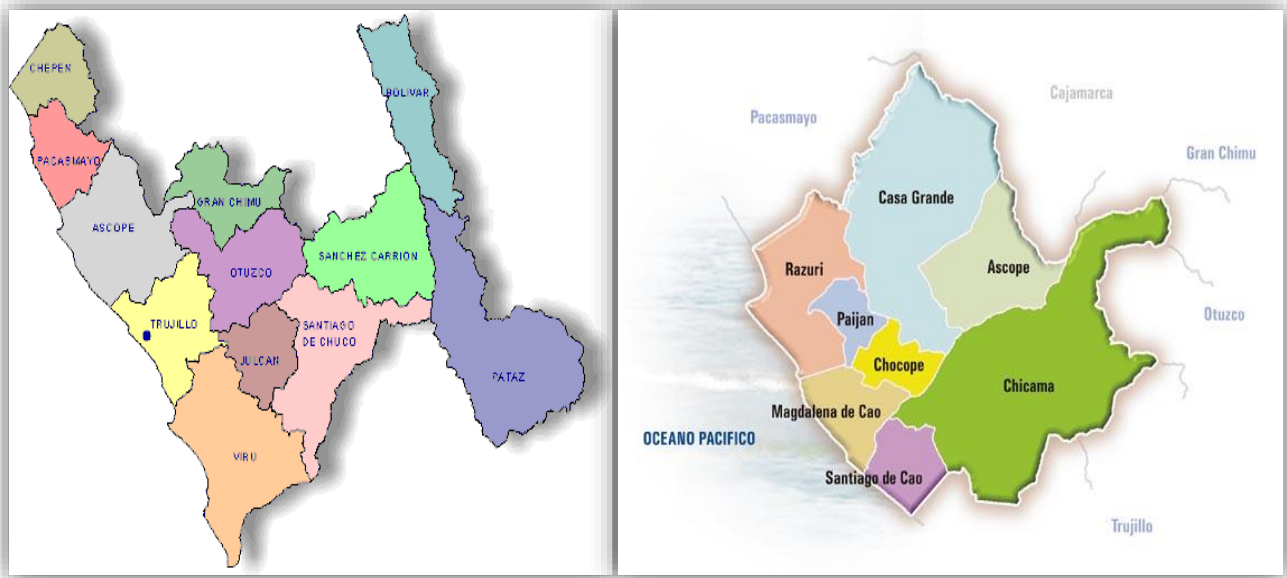 CHEPEN
BOLIVAR
PACASMAYO
GRAN CHIMU
ASCOPE
SANCHEZ CARRION
OTUZCO
TRUJILLO
SANTIAGO
DE CHUCO
JULCAN
PATAZ
VIRU
Cajamarca
Pacasmayo
Gran Chimu
Casa Grande
Razuri
Ascope
Otuzco
Paijan
Chocope
Chicama
Magdalena de Cao
OCEANO PACIFICO
Santiago de Cao
Trujillo